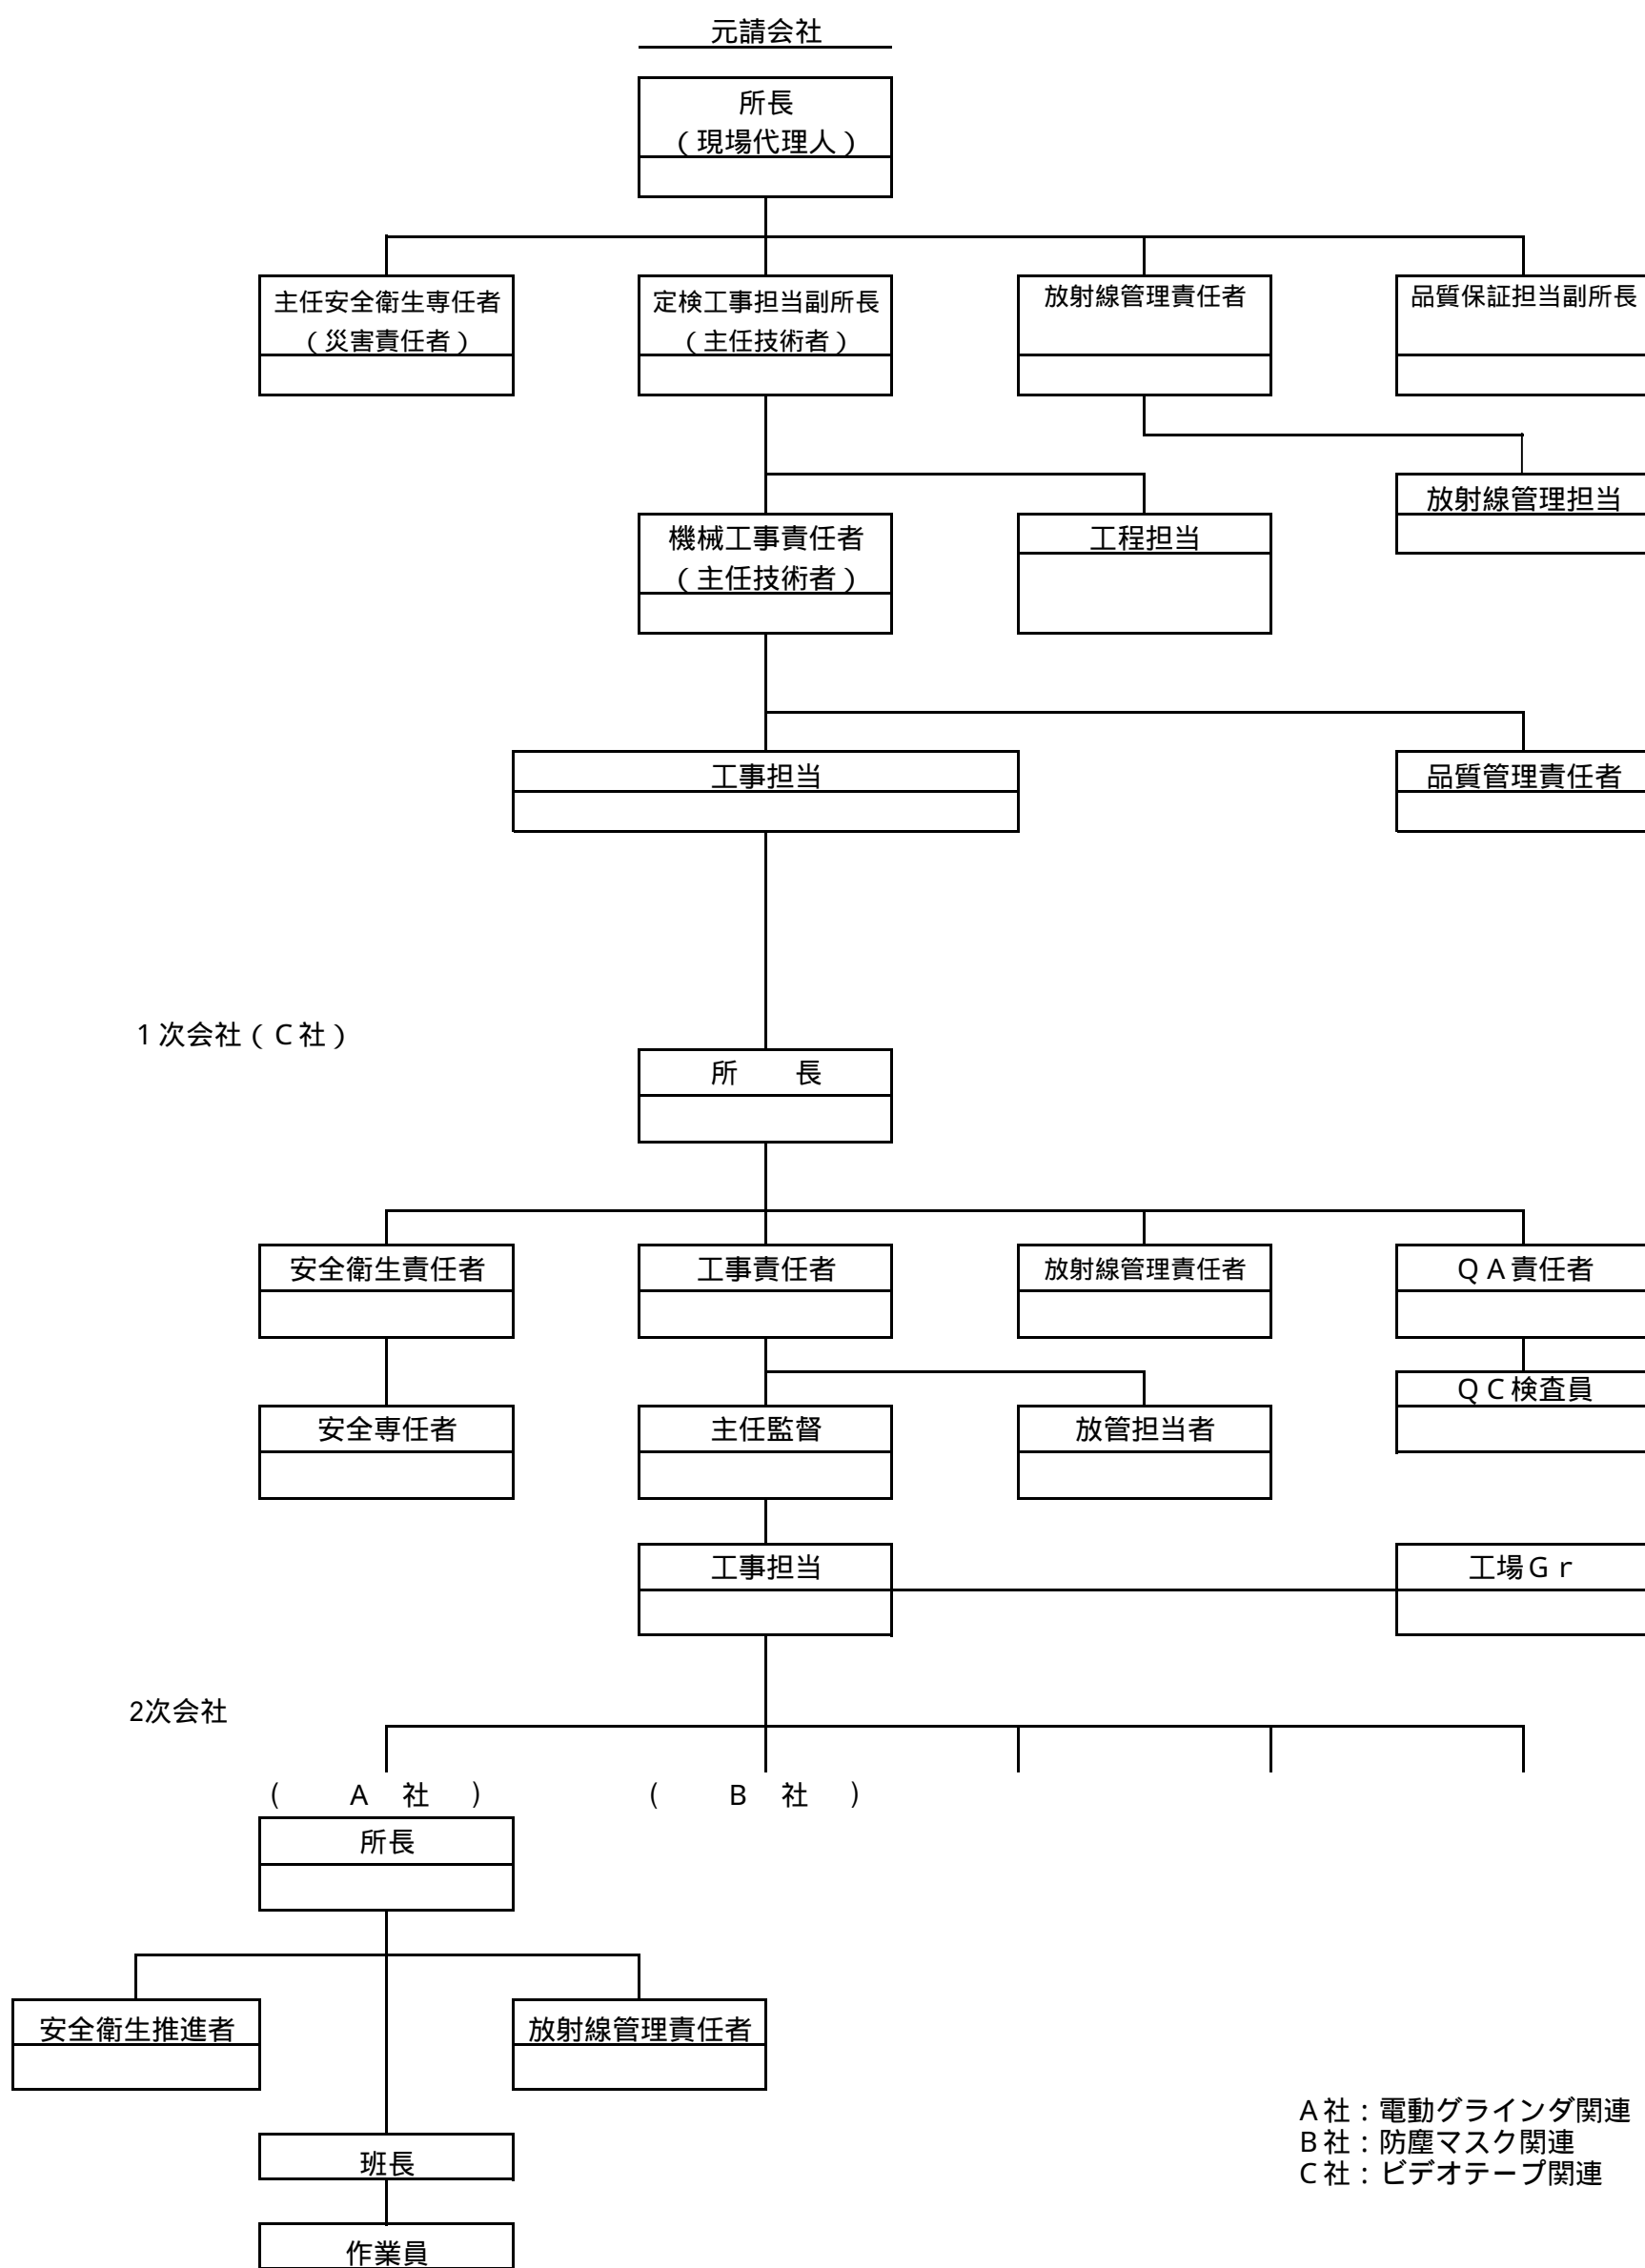 元請会社
所長
(現場代理人)
主任安全衛生専任者
(災害責任者)
定検工事担当副所長
(主任技術者)
放射線管理責任者
品質保証担当副所長
放射線管理担当
機械工事責任者
(主任技術者)
工程担当
工事担当
品質管理責任者
1次会社(C社)
所　　長
安全衛生責任者
工事責任者
放射線管理責任者
QA責任者
QC検査員
安全専任者
主任監督
放管担当者
工事担当
工場Gr
2次会社
(　　A　社　)
(　　B　社　)
所長
安全衛生推進者
放射線管理責任者
A社：電動グラインダ関連
B社：防塵マスク関連
C社：ビデオテープ関連
班長
作業員